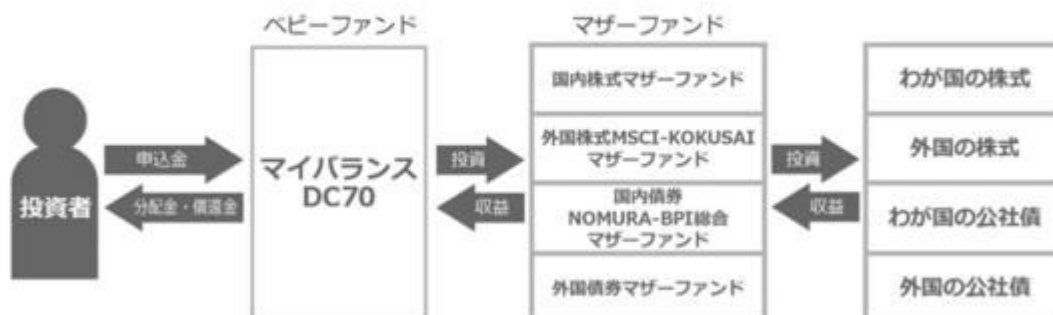 ベビーファンド
マザーファンド
投資者
申込金
分配金・償還金
マイバランス
DC70
投資
収益
国内株式マザーファンド
外国株式MSCI-KOKUSAI
マザーファンド
国内債券
NOMURA-BPI総合
マザーファンド
外国債券マザーファンド
投資
収益
わが国の株式
外国の株式
わが国の公社債
外国の公社債